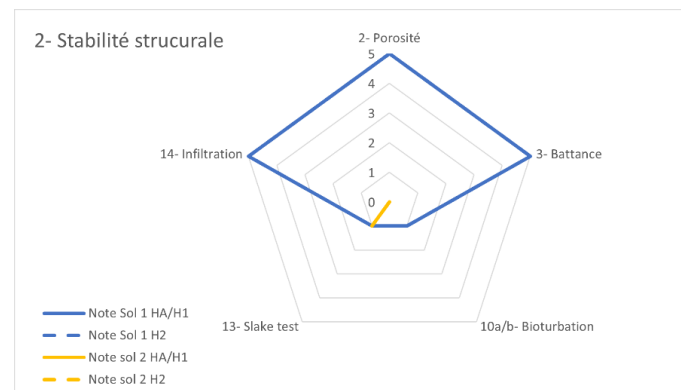 2- Stabilité strucurale
2- Porosité
5
4
3
2
1
0
14- Infiltration
3- Battance
13- Slake test
10a/b- Bioturbation
Note Sol 1 HA/H1
Note Sol 1 H2
Note sol 2 HA/H1
Note sol 2 H2